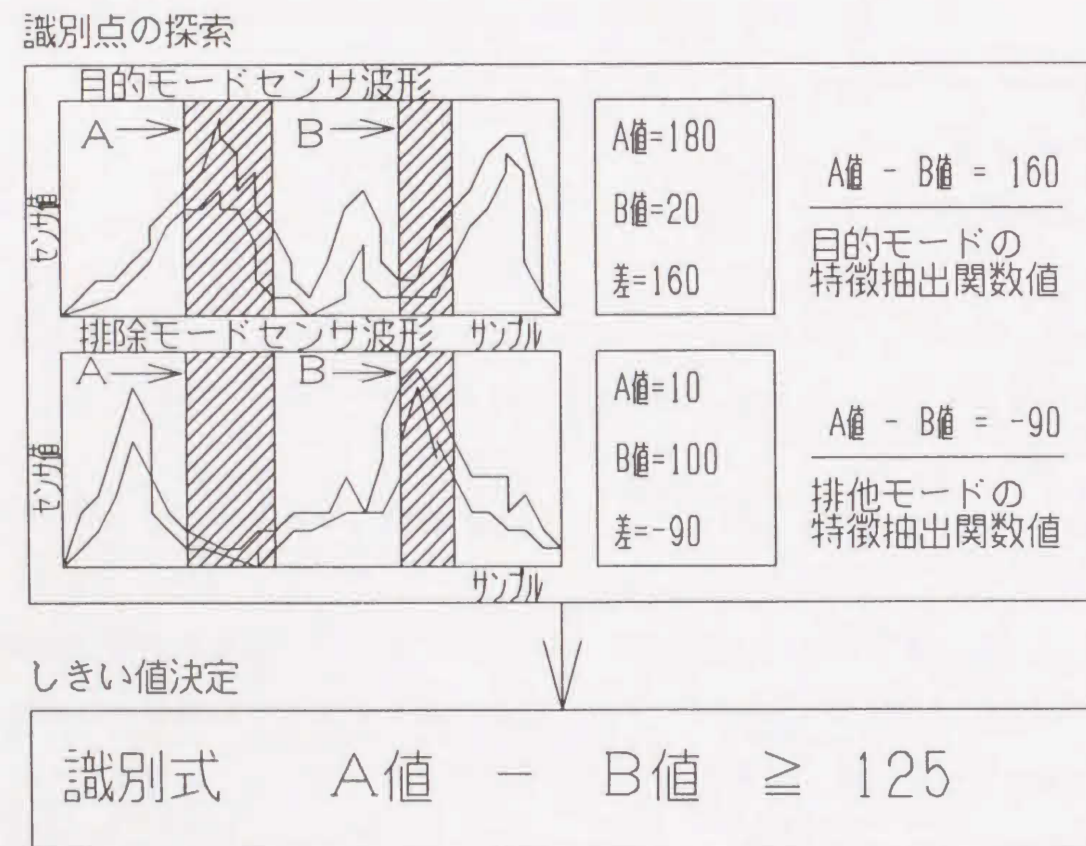 識別点の探索
目的モードセンサ波形
A
B
センサ値
サンプル
A値=180
B値=20
差=160
A値 - B値 = 160
目的モードの
特徴抽出関数値
排除モードセンサ波形
A
B
センサ値
サンプル
A値=10
B値=100
差=-90
A値 - B値 = -90
排他モードの
特徴抽出関数値
しきい値決定
識別式 A値 - B値 ≧ 125